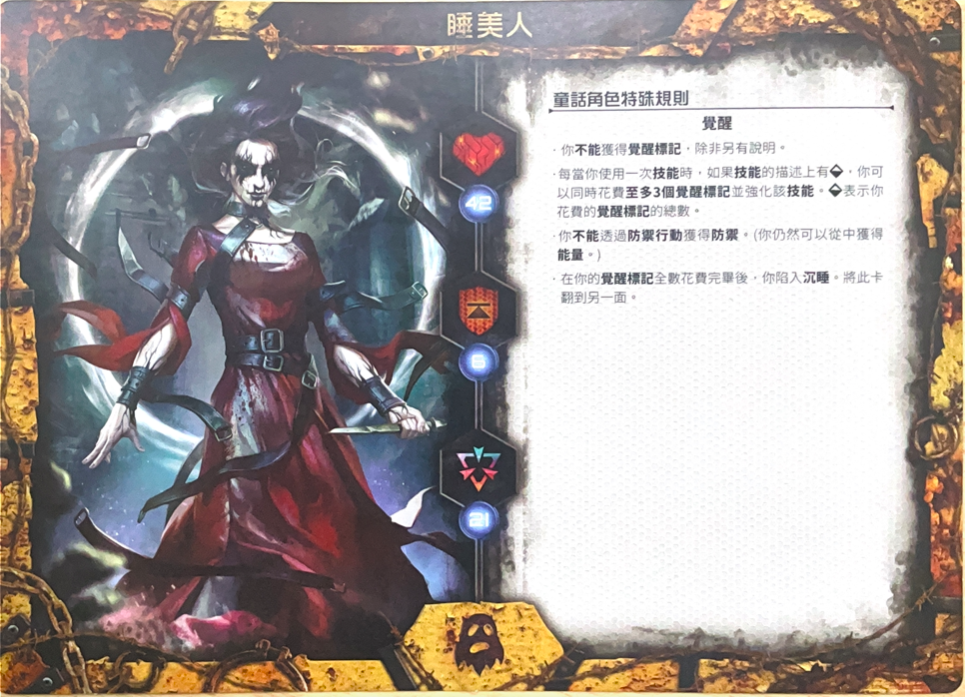 睡美人
童話角色特殊規則
覺醒
· 你不能獲得覺醒標記，除非另有說明。
· 每當你使用一次技能時，如果技能的描述上有◆，你可
以同時花費至多3個覺醒標記並強化該技能。◆表示你
花費的覺醒標記的總數。
· 你不能透過防禦行動獲得防禦。(你仍然可以從中獲得
能量。)
· 在你的覺醒標記全數花費完畢後，你陷入沉睡。將此卡
翻到另一面。
42
6
21